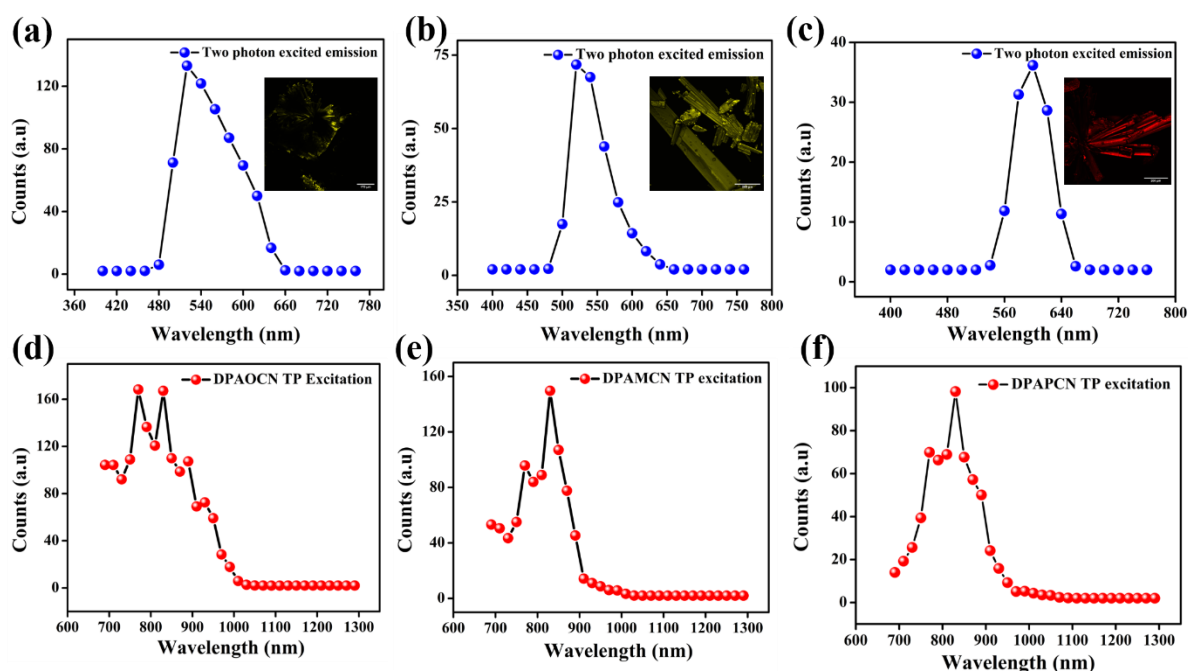 (a)
Two photon excited emission
Counts (a.u)
130
80
40
0
360 420 480 540 600 660 720 780
Wavelength (nm)
(b)
Two photon excited emission
Counts (a.u)
75
50
25
0
350 400 450 500 550 600 650 700 750 800
Wavelength (nm)
(c)
Two photon excited emission
Counts (a.u)
40
30
20
10
0
400 480 560 640 720 800
Wavelength (nm)
(d)
DPAOCN TP Excitation
Counts (a.u)
160
120
80
40
0
600 700 800 900 1000 1100 1200 1300
Wavelength (nm)
(e)
DPAMCN TP excitation
Counts (a.u)
160
120
80
40
0
600 700 800 900 1000 1100 1200 1300
Wavelength (nm)
(f)
DPAPCN TP excitation
Counts (a.u)
100
80
60
40
20
0
600 700 800 900 1000 1100 1200 1300
Wavelength (nm)